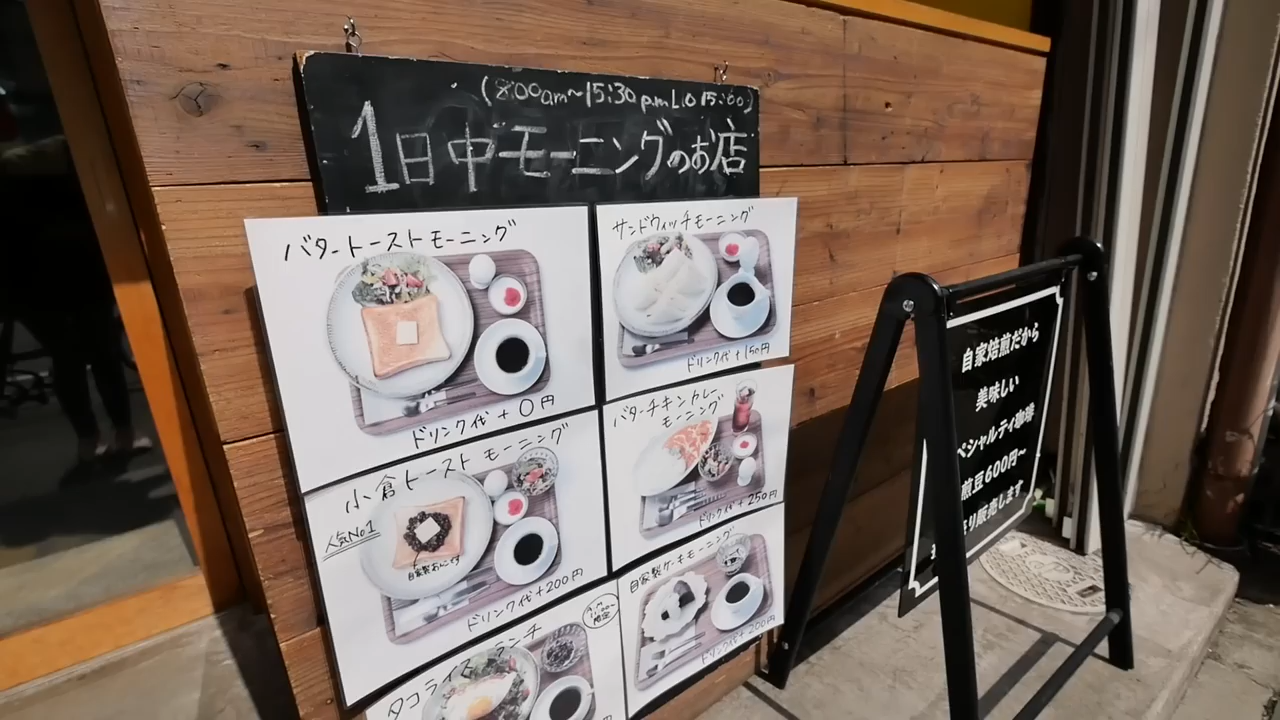 (8:00am~15:30p.m L.O 15:00)
1日中モーニングのお店
バタートーストモーニング
ドリンク代+0円
サンドウィッチモーニング
ドリンク代+150円
小倉トーストモーニング
人気No1
自家製あんこ
ドリンク代+200円
バターチキンカレー
モーニング
ドリンク代+250円
タコライスランチ
限定
自家製ケーキモーニング
ドリンク代+200円
自家焙煎だから
美味しい
ペシャルティ珈琲
煎豆600円~
り販売します